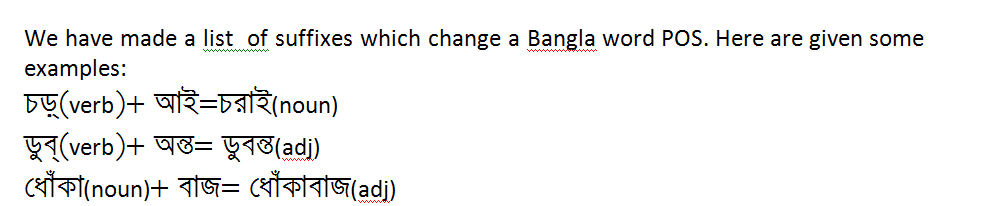 We have made a list  of suffixes which change a Bangla word POS. Here are given some
examples:
চড়্(verb)+ আই=চরাই(noun)
ডুব্(verb)+ অন্ত= ডুবন্ত(adj)
ধোঁকা(noun)+ বাজ= ধোঁকাবাজ(adj)